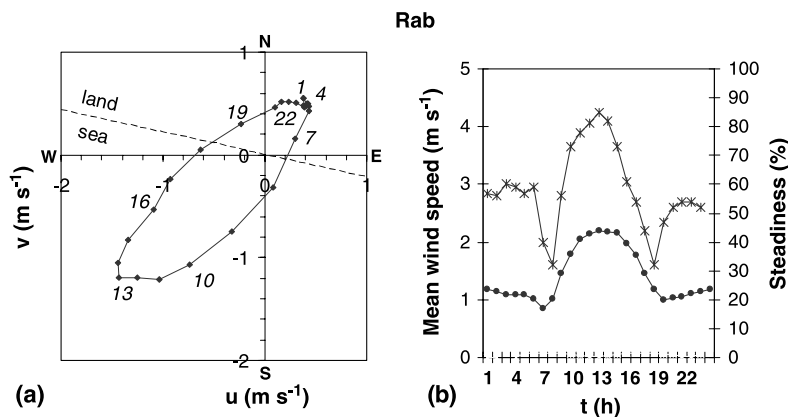 Rab
N
1
1
4
land
19
22
sea
7
W
0
E
-2
-1
0
1
v (m s⁻¹)
16
-1
10
13
-2
S
(a)
u (m s⁻¹)
Mean wind speed (m s⁻¹)
5
4
3
2
1
0
100
90
80
70
60
50
40
30
20
10
0
Steadiness (%)
1 4 7 10 13 16 19 22
(b)
t (h)